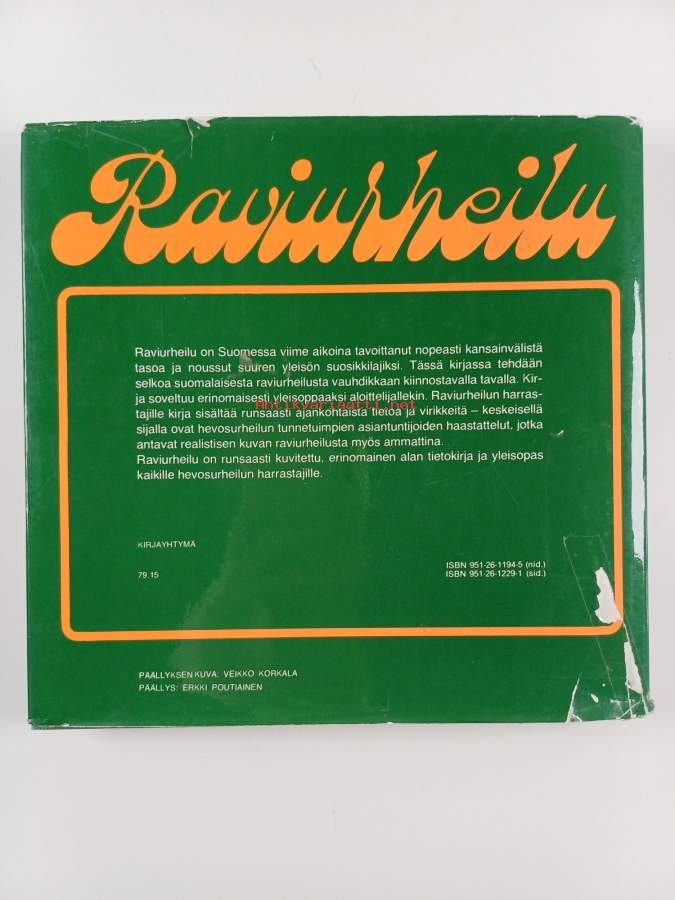 Raviurheilu
Raviurheilu on Suomessa viime aikoina tavoittanut nopeasti kansainvälistä
tasoa ja noussut suuren yleisön suosikkilajiksi. Tässä kirjassa tehdään
selkoa suomalaisesta raviurheilusta vauhdikkaan kiinnostavalla tavalla. Kir-
ja soveltuu erinomaisesti yleisoppaaksi aloittelijallekin. Raviurheilun harras-
tajille kirja sisältää runsaasti ajankohtaista tietoa ja virikkeitä – keskeisellä
Antikvariaatti.net
sijalla ovat hevosurheilun tunnetuimpien asiantuntijoiden haastattelut, jotka
antavat realistisen kuvan raviurheilusta myös ammattina.
Raviurheilu on runsaasti kuvitettu, erinomainen alan tietokirja ja yleisopas
kaikille hevosurheilun harrastajille.
KIRJAYHTYMÄ
79.15
ISBN 951-26-1194-5 (nid.)
ISBN 951-26-1229-1 (sid.)
PÄÄLLYKSEN KUVA: VEIKKO KORKALA
PÄÄLLYS: ERKKI POUTIAINEN